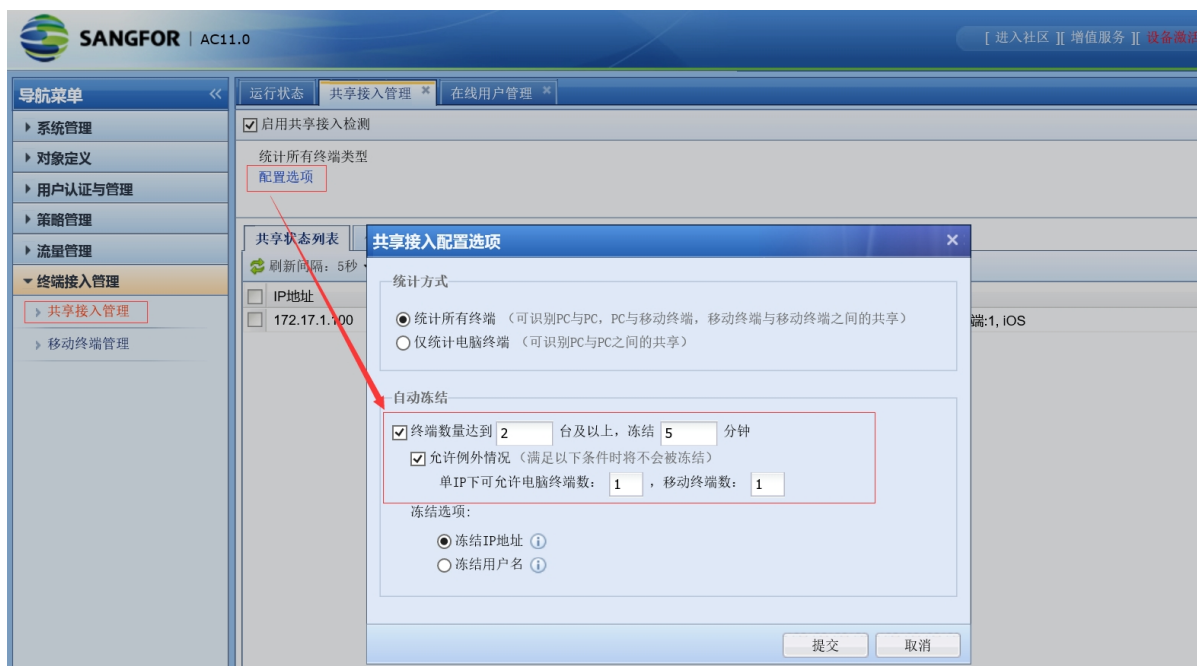 SANGFOR | AC11.0
[ 进入社区 ][ 增值服务 ][ 设备激活
导航菜单
系统管理
对象定义
用户认证与管理
策略管理
流量管理
终端接入管理
共享接入管理
移动终端管理
运行状态 共享接入管理 在线用户管理
启用共享接入检测
统计所有终端类型
配置选项
共享状态列表
刷新间隔：5秒
IP地址
172.17.1.100
端:1, iOS
共享接入配置选项
统计方式
统计所有终端 （可识别PC与PC，PC与移动终端，移动终端与移动终端之间的共享）
仅统计电脑终端 （可识别PC与PC之间的共享）
自动冻结
终端数量达到 2 台及以上，冻结 5 分钟
允许例外情况（满足以下条件时将不会被冻结）
单IP下可允许电脑终端数： 1 ，移动终端数： 1
冻结选项:
冻结IP地址
冻结用户名
提交 取消